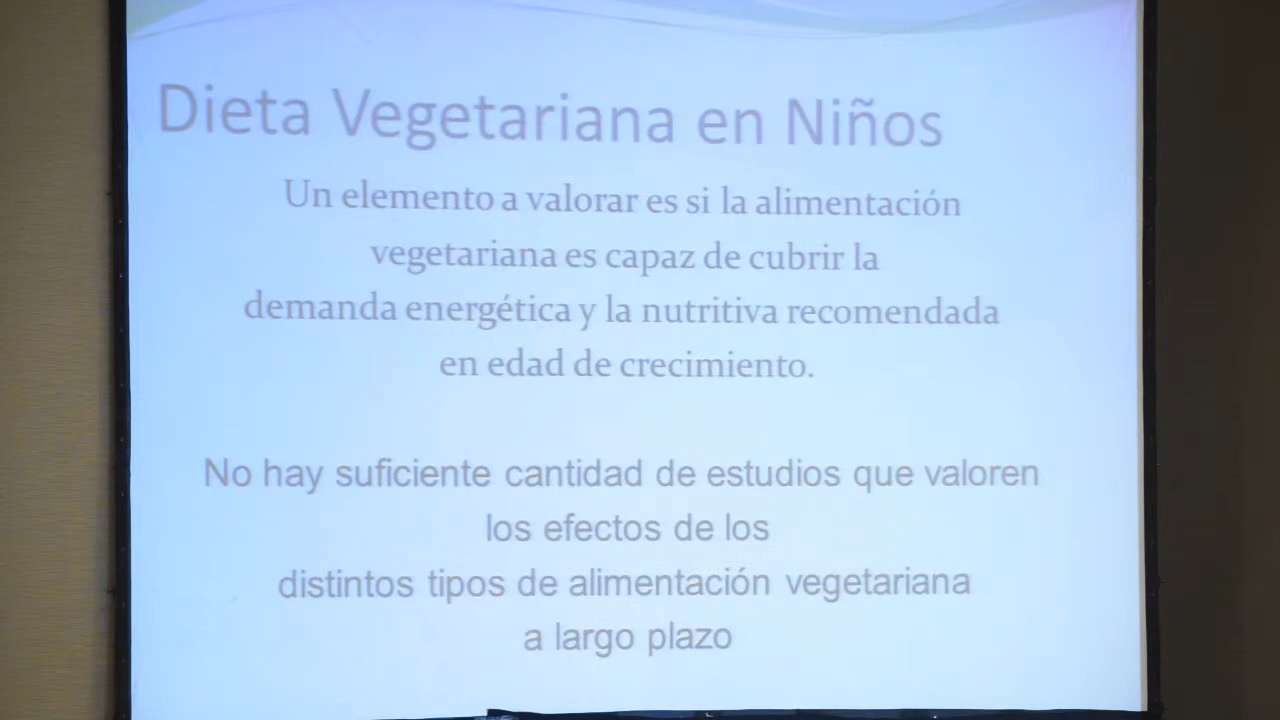 Dieta Vegetariana en Niños
Un elemento a valorar es si la alimentación
vegetariana es capaz de cubrir la
demanda energética y la nutritiva recomendada
en edad de crecimiento.
No hay suficiente cantidad de estudios que valoren
los efectos de los
distintos tipos de alimentación vegetariana
a largo plazo